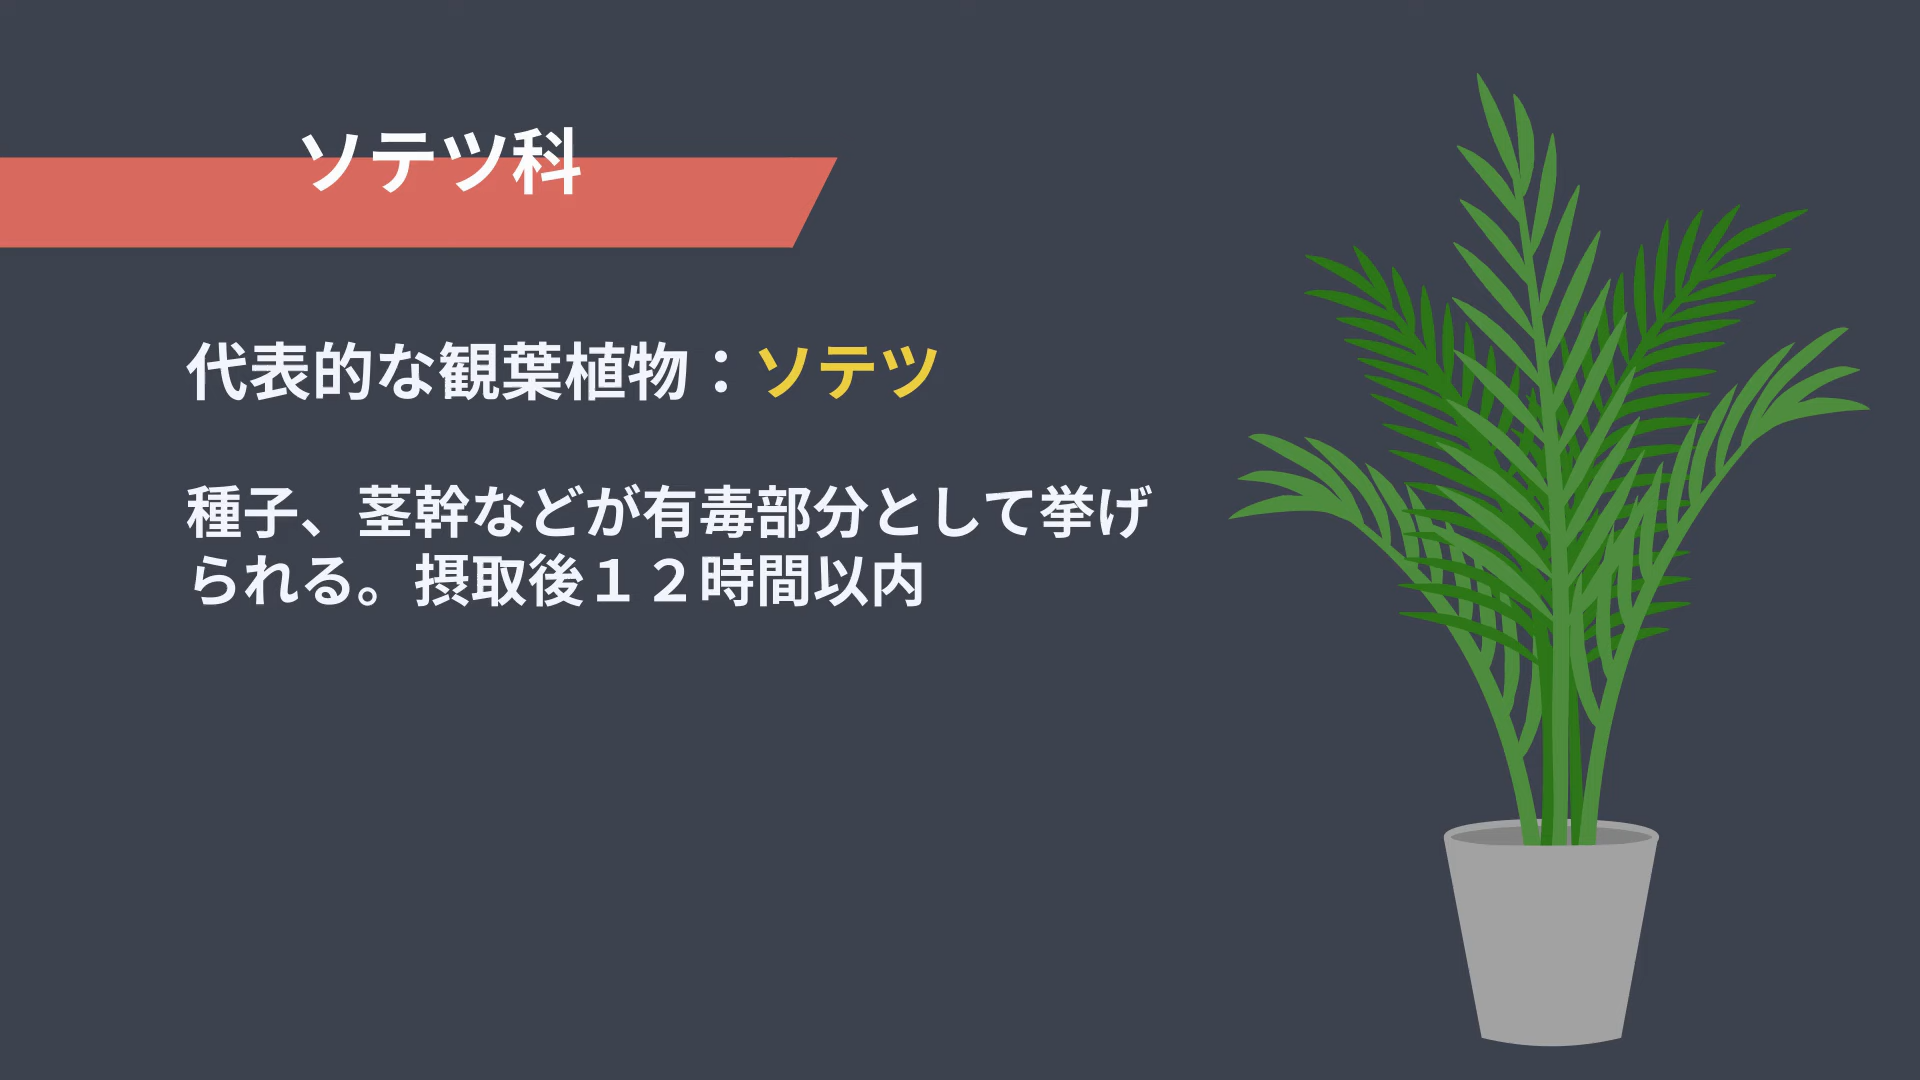 ソテツ科
代表的な観葉植物：ソテツ
種子、茎幹などが有毒部分として挙げ
られる。摂取後１２時間以内